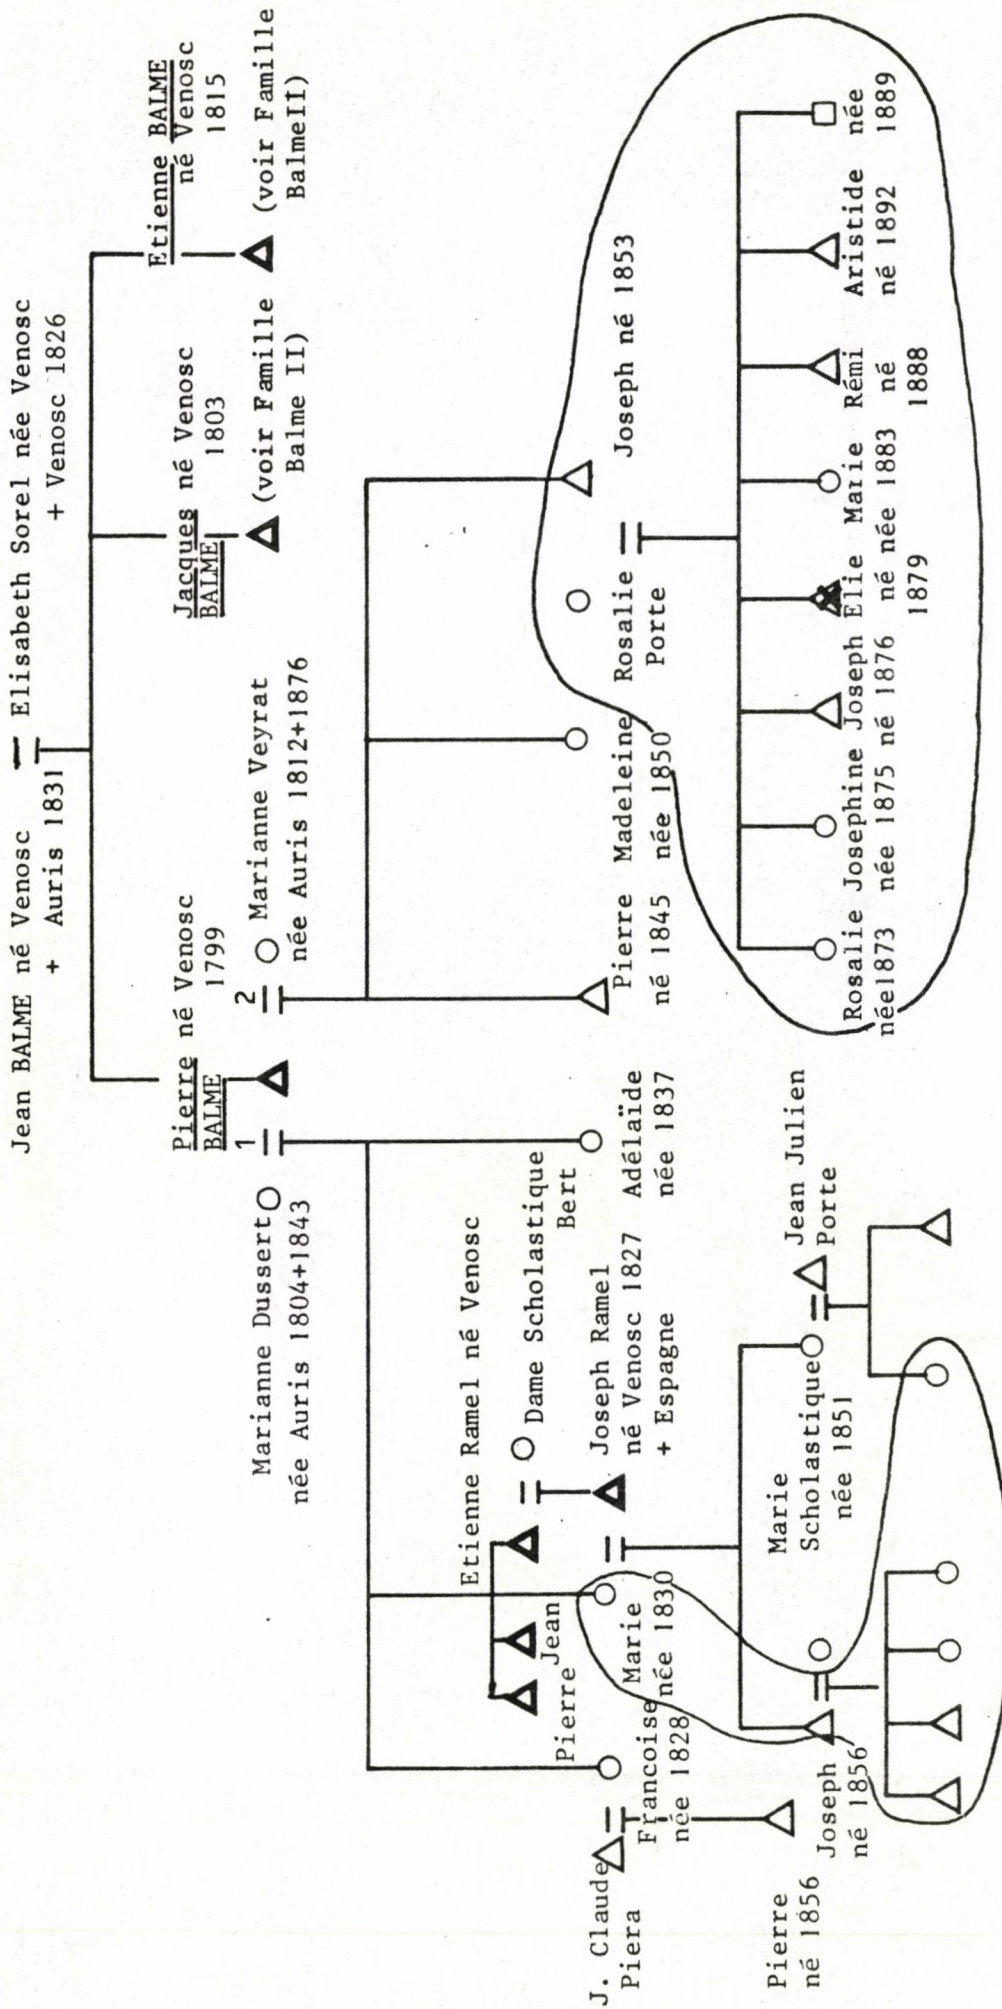 Jean BALME né Venosc
+ Auris 1831
Elisabeth Sorel née Venosc
+ Venosc 1826
Pierre né Venosc
BALME 1799
Jacques né Venosc
BALME 1803
Etienne BALME
né Venosc
1815
(voir Famille
Balme II)
(voir Famille
BalmeII)
1
2
Marianne Dussert
née Auris 1804+1843
Marianne Veyrat
née Auris 1812+1876
Etienne Ramel né Venosc
Pierre
Jean
Dame Scholastique
Bert
J. Claude
Piera
Francoise
née 1828
Marie
née 1830
Joseph Ramel
né Venosc 1827
+ Espagne
Adélaïde
née 1837
Pierre
né 1845
Madeleine
née 1850
Rosalie
Porte
Joseph né 1853
Pierre
né 1856
Joseph
né 1856
Marie
Scholastique
née 1851
Jean Julien
Porte
Rosalie
née1873
Josephine
née 1875
Joseph
né 1876
Elie
né
1879
Marie
née 1883
Rémi
né
1888
Aristide
né 1892
née
1889